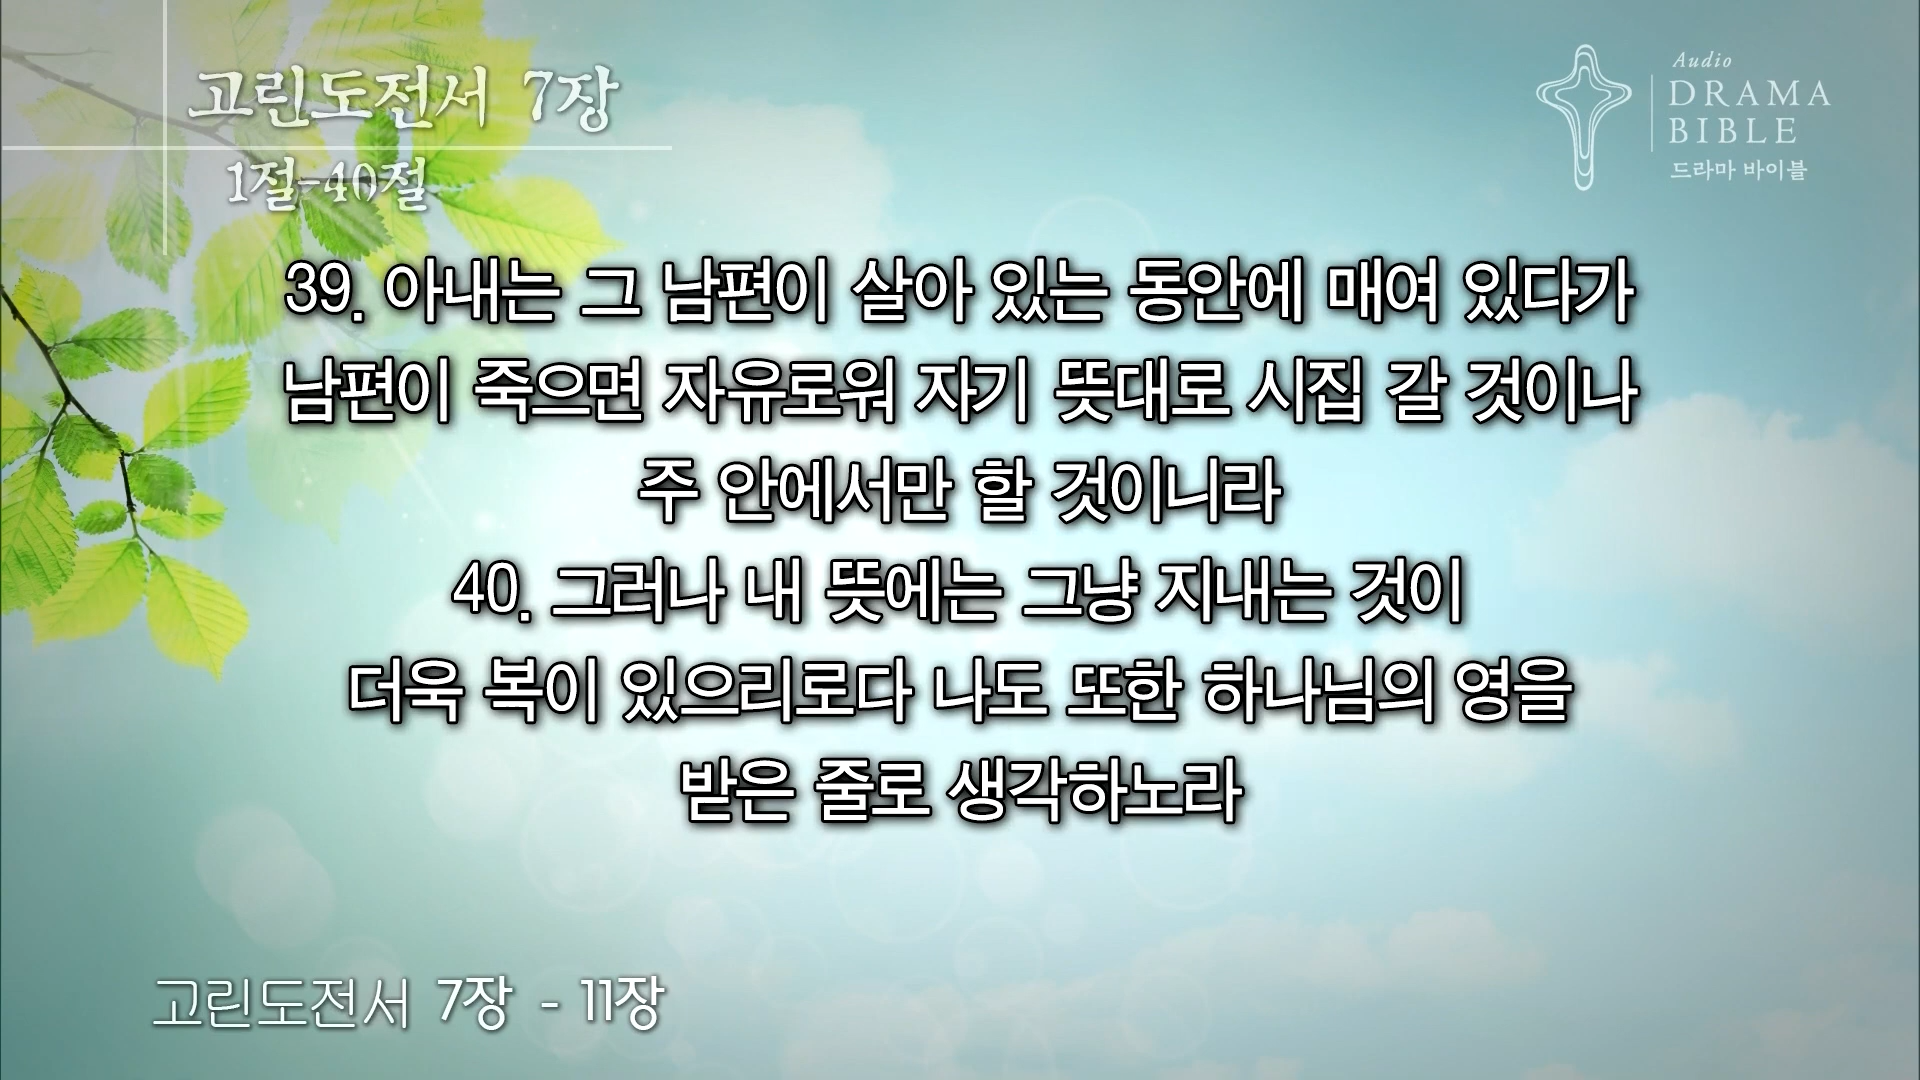 고린도전서 7장
1절-40절
Audio
DRAMA
BIBLE
드라마 바이블
39. 아내는 그 남편이 살아 있는 동안에 매여 있다가
남편이 죽으면 자유로워 자기 뜻대로 시집 갈 것이나
주 안에서만 할 것이니라
40. 그러나 내 뜻에는 그냥 지내는 것이
더욱 복이 있으리로다 나도 또한 하나님의 영을
받은 줄로 생각하노라
고린도전서 7장 - 11장